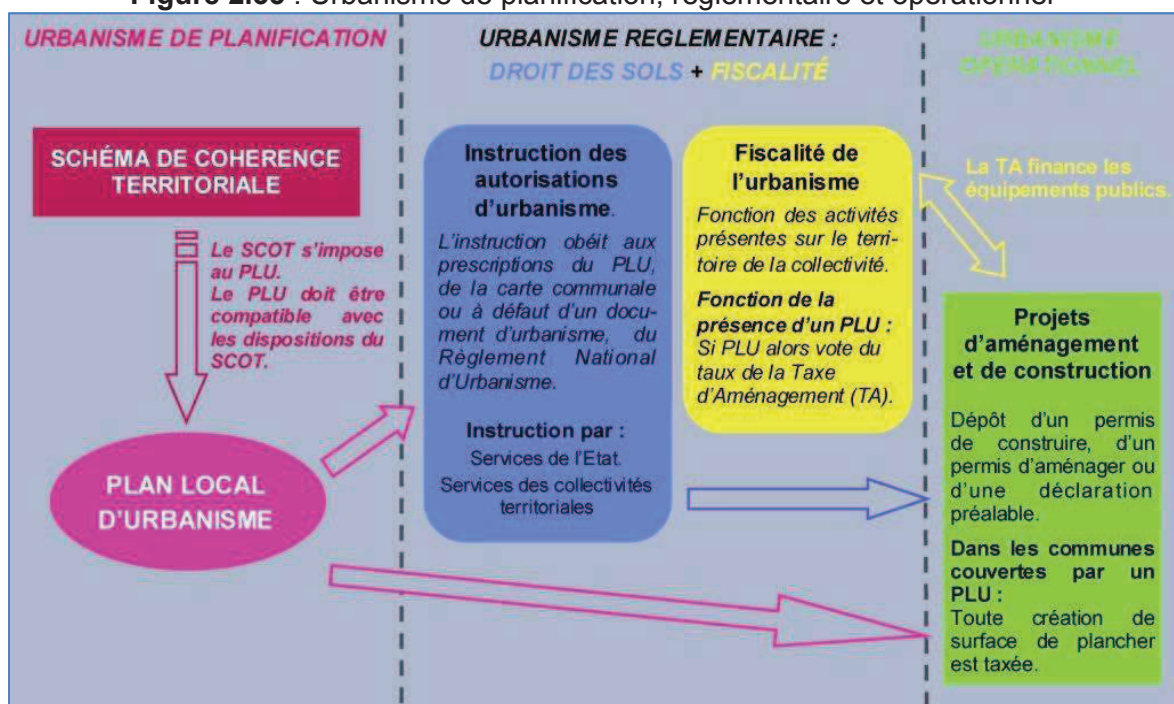 Figure 2.36 : Urbanisme de planification, réglementaire et opérationnel
URBANISME DE PLANIFICATION
URBANISME REGLEMENTAIRE :
DROIT DES SOLS + FISCALITÉ
URBANISME
OPERATIONNEL
SCHÉMA DE COHERENCE
TERRITORIALE
Le SCOT s'impose
au PLU.
Le PLU doit être
compatible avec
les dispositions du
SCOT.
PLAN LOCAL
D'URBANISME
Instruction des
autorisations
d'urbanisme.
L'instruction obéit aux
prescriptions du PLU,
de la carte communale
ou à défaut d'un docu-
ment d'urbanisme, du
Règlement National
d'Urbanisme.
Instruction par :
Services de l'Etat.
Services des collectivités
territoriales
Fiscalité de
l'urbanisme
Fonction des activités
présentes sur le terri-
toire de la collectivité.
Fonction de la
présence d'un PLU :
Si PLU alors vote du
taux de la Taxe
d'Aménagement (TA).
La TA finance les
équipements publics.
Projets
d'aménagement
et de construction
Dépôt d'un permis
de construire, d'un
permis d'aménager ou
d'une déclaration
préalable.
Dans les communes
couvertes par un
PLU :
Toute création de
surface de plancher
est taxée.